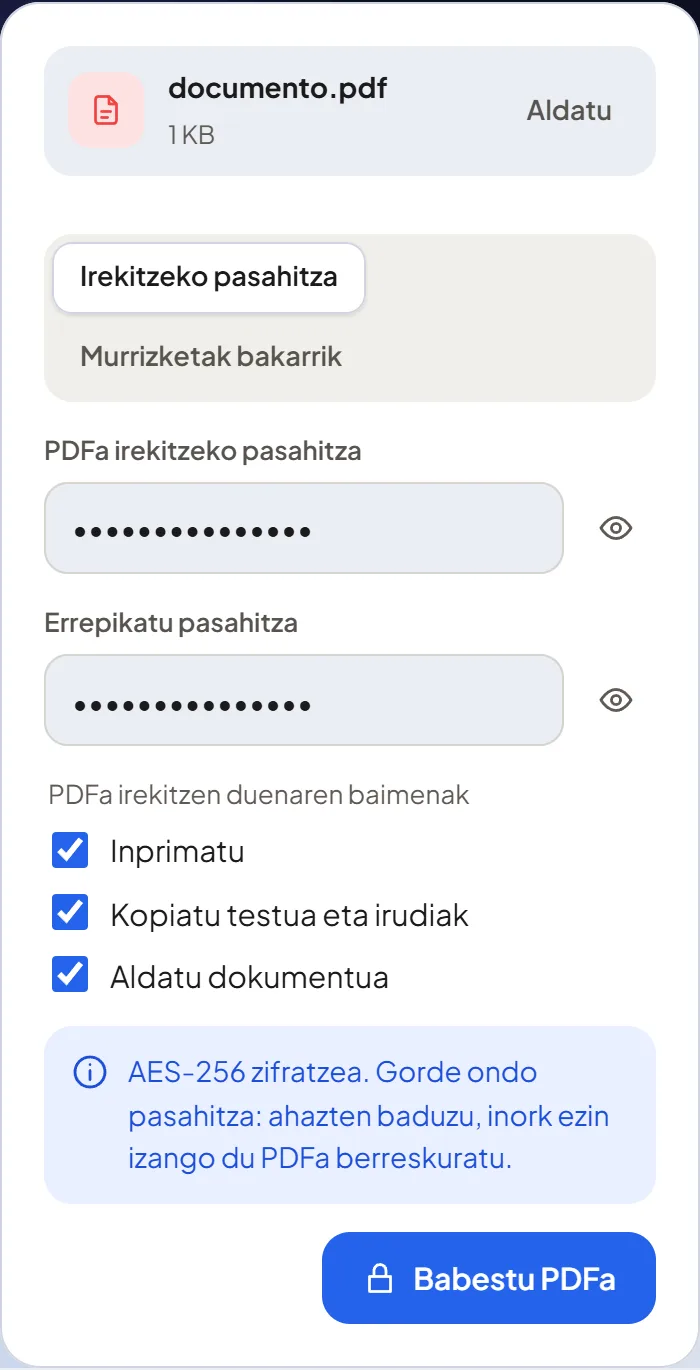 documento.pdf
1 KB
Aldatu
Irekitzeko pasahitza
Murrizketak bakarrik
PDFa irekitzeko pasahitza
•••••••••••••••
Errepikatu pasahitza
•••••••••••••••
PDFa irekitzen duenaren baimenak
Inprimatu
Kopiatu testua eta irudiak
Aldatu dokumentua
AES-256 zifratzea. Gorde ondo
pasahitza: ahazten baduzu, inork ezin
izango du PDFa berreskuratu.
Babestu PDFa